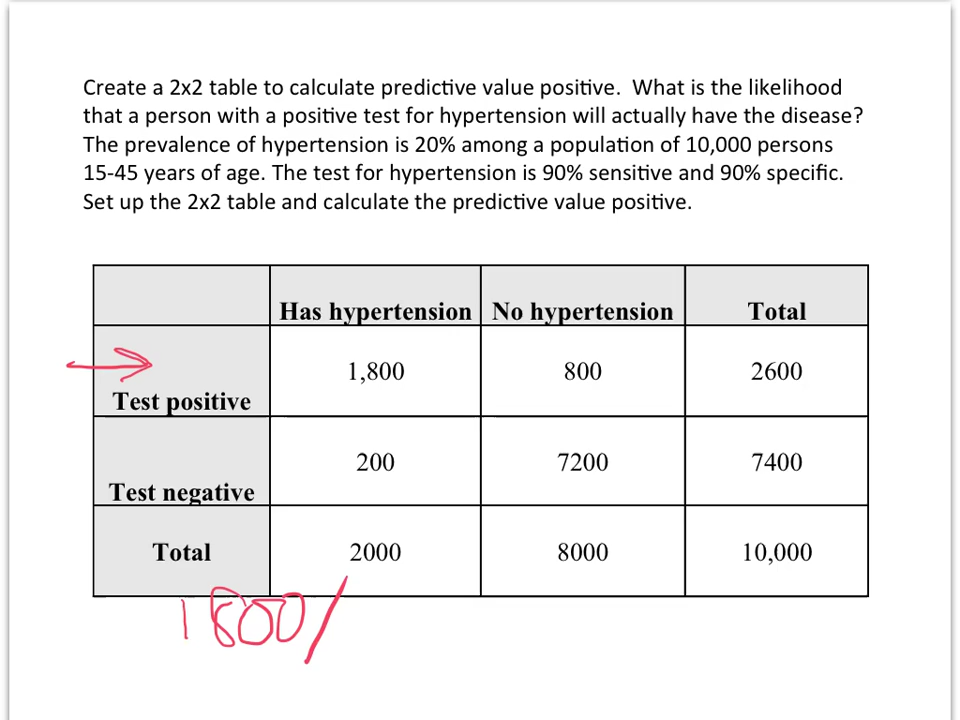 Create a 2x2 table to calculate predictive value positive. What is the likelihood
that a person with a positive test for hypertension will actually have the disease?
The prevalence of hypertension is 20% among a population of 10,000 persons
15-45 years of age. The test for hypertension is 90% sensitive and 90% specific.
Set up the 2x2 table and calculate the predictive value positive.
Has hypertension No hypertension Total
Test positive 1,800 800 2600
Test negative 200 7200 7400
Total 2000 8000 10,000
1800/